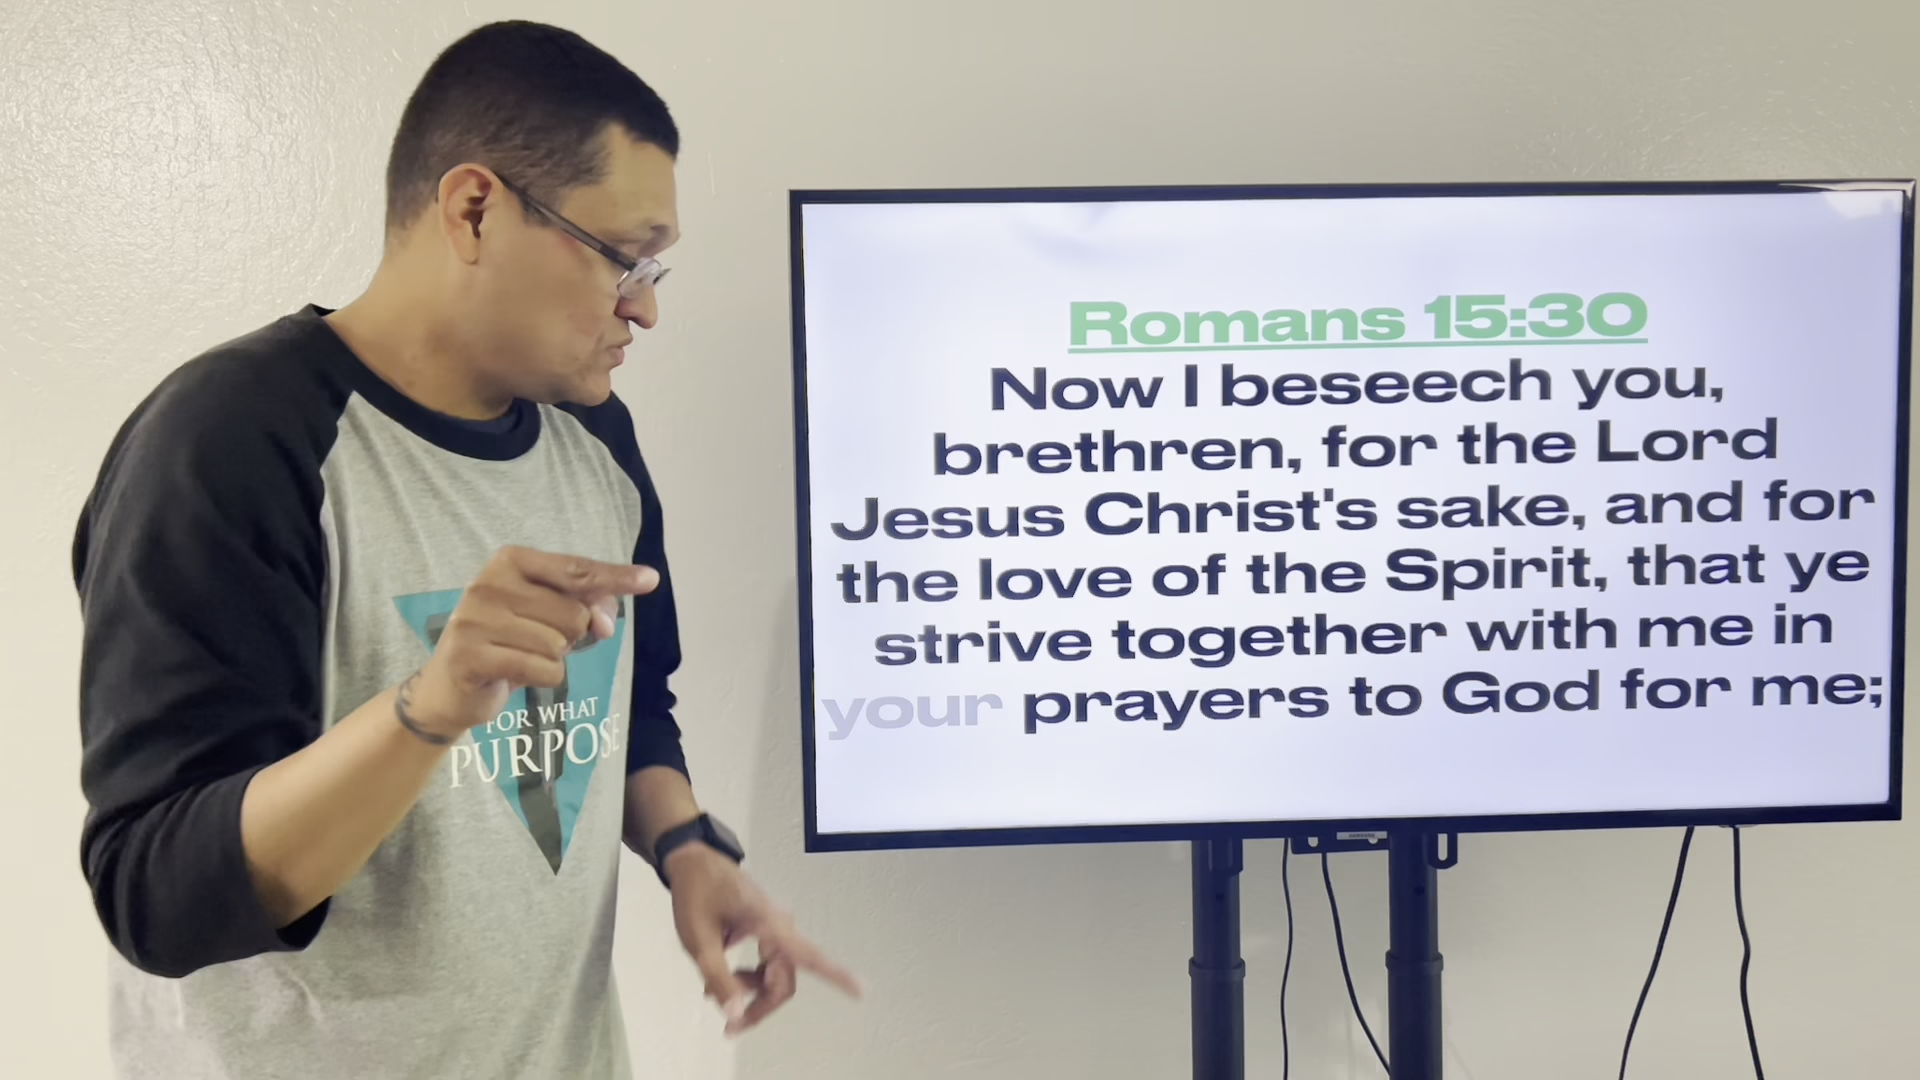 Romans 15:30
Now I beseech you,
brethren, for the Lord
Jesus Christ's sake, and for
the love of the Spirit, that ye
strive together with me in
your prayers to God for me;
FOR WHAT
PURPOSE
SAMSUNG